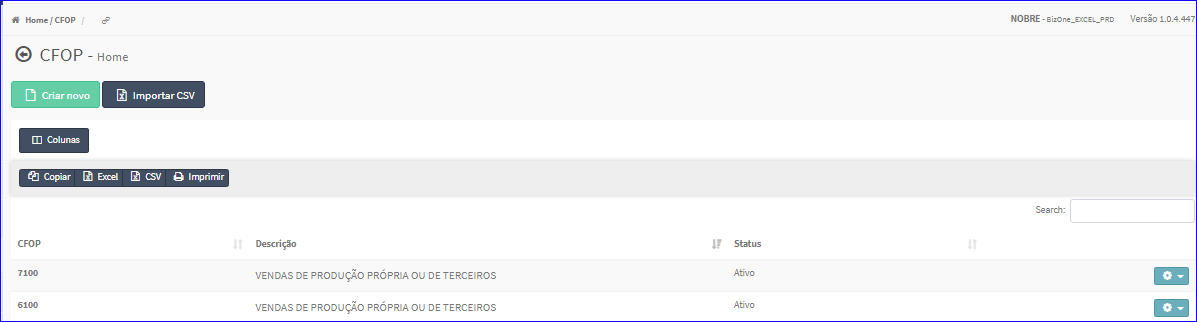 Home / CFOP /
NOBRE - BizOne_EXCEL_PRD Versão 1.0.4.447
CFOP - Home
Criar novo Importar CSV
Colunas
Copiar Excel CSV Imprimir
Search:
CFOP Descrição Status
7100 VENDAS DE PRODUÇÃO PRÓPRIA OU DE TERCEIROS Ativo
6100 VENDAS DE PRODUÇÃO PRÓPRIA OU DE TERCEIROS Ativo